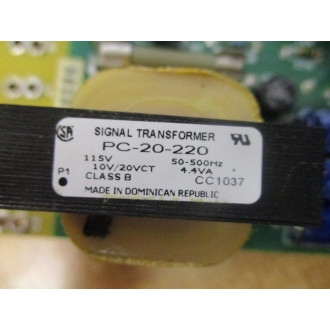 SIGNAL TRANSFORMER
PC-20-220
115V 50-500Hz
10V/20VCT 4.4VA
P1 CLASS B CC1037
MADE IN DOMINICAN REPUBLIC